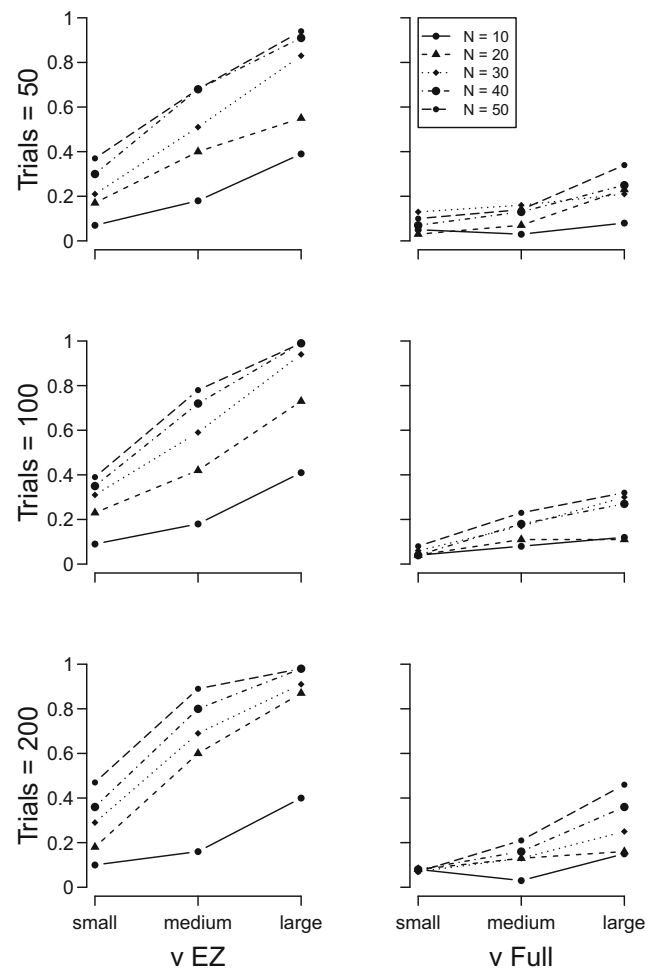 Trials = 50
1
0.8
0.6
0.4
0.2
0
N = 10
N = 20
N = 30
N = 40
N = 50
Trials = 100
1
0.8
0.6
0.4
0.2
0
Trials = 200
1
0.8
0.6
0.4
0.2
0
small medium large
small medium large
v EZ
v Full